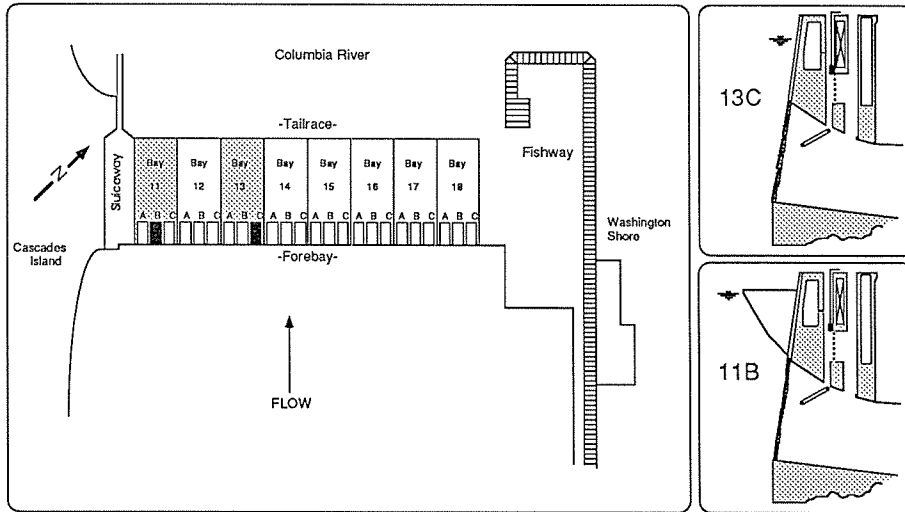 Columbia River
-Tailrace-
Fishway
N
Suicoway
Bay Bay Bay Bay Bay Bay Bay Bay
11 12 13 14 15 16 17 18
A B C A B C A B C A B C A B C A B C A B C A B C
Cascades
Island
Washington
Shore
-Forebay-
FLOW
13C
11B